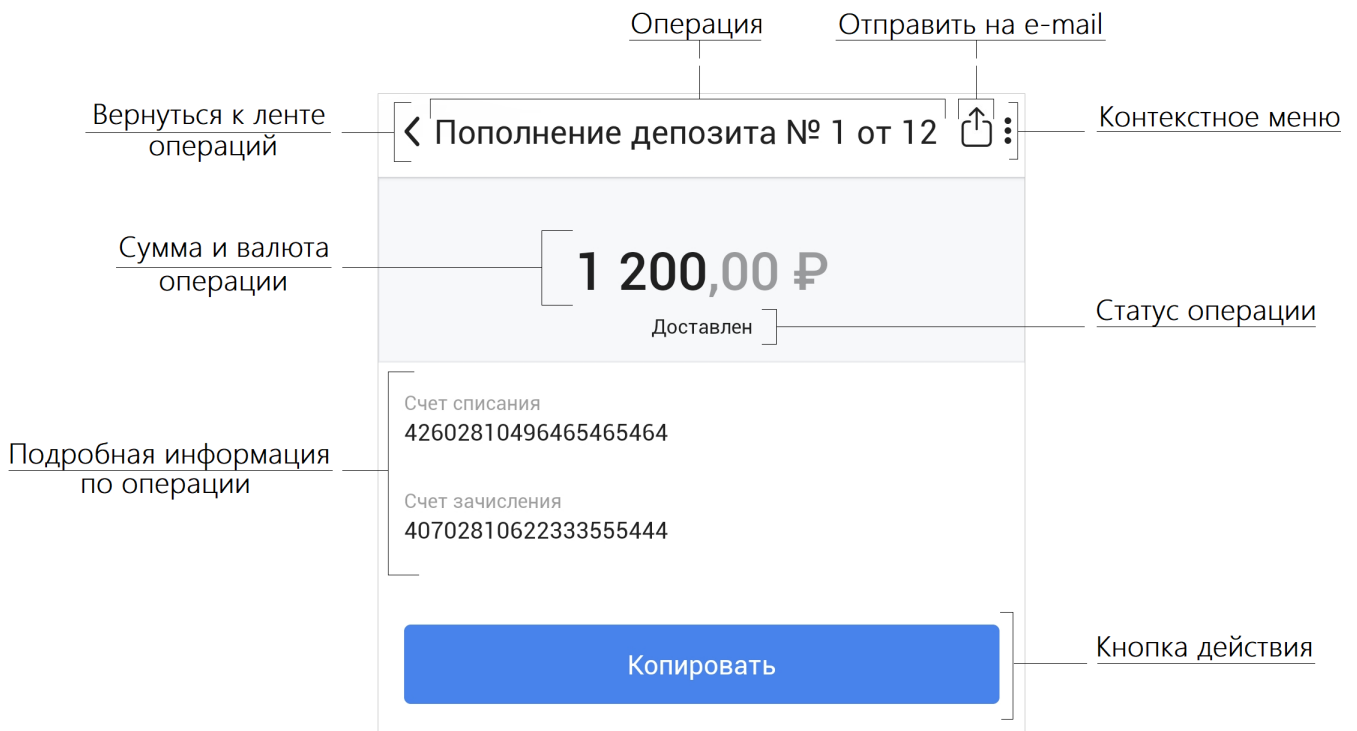 Операция
Отправить на e-mail
Вернуться к ленте
операций
Пополнение депозита № 1 от 12
Контекстное меню
Сумма и валюта
операции
1 200,00 ₽
Доставлен
Статус операции
Подробная информация
по операции
Счет списания
42602810496465465464
Счет зачисления
40702810622333555444
Копировать
Кнопка действия